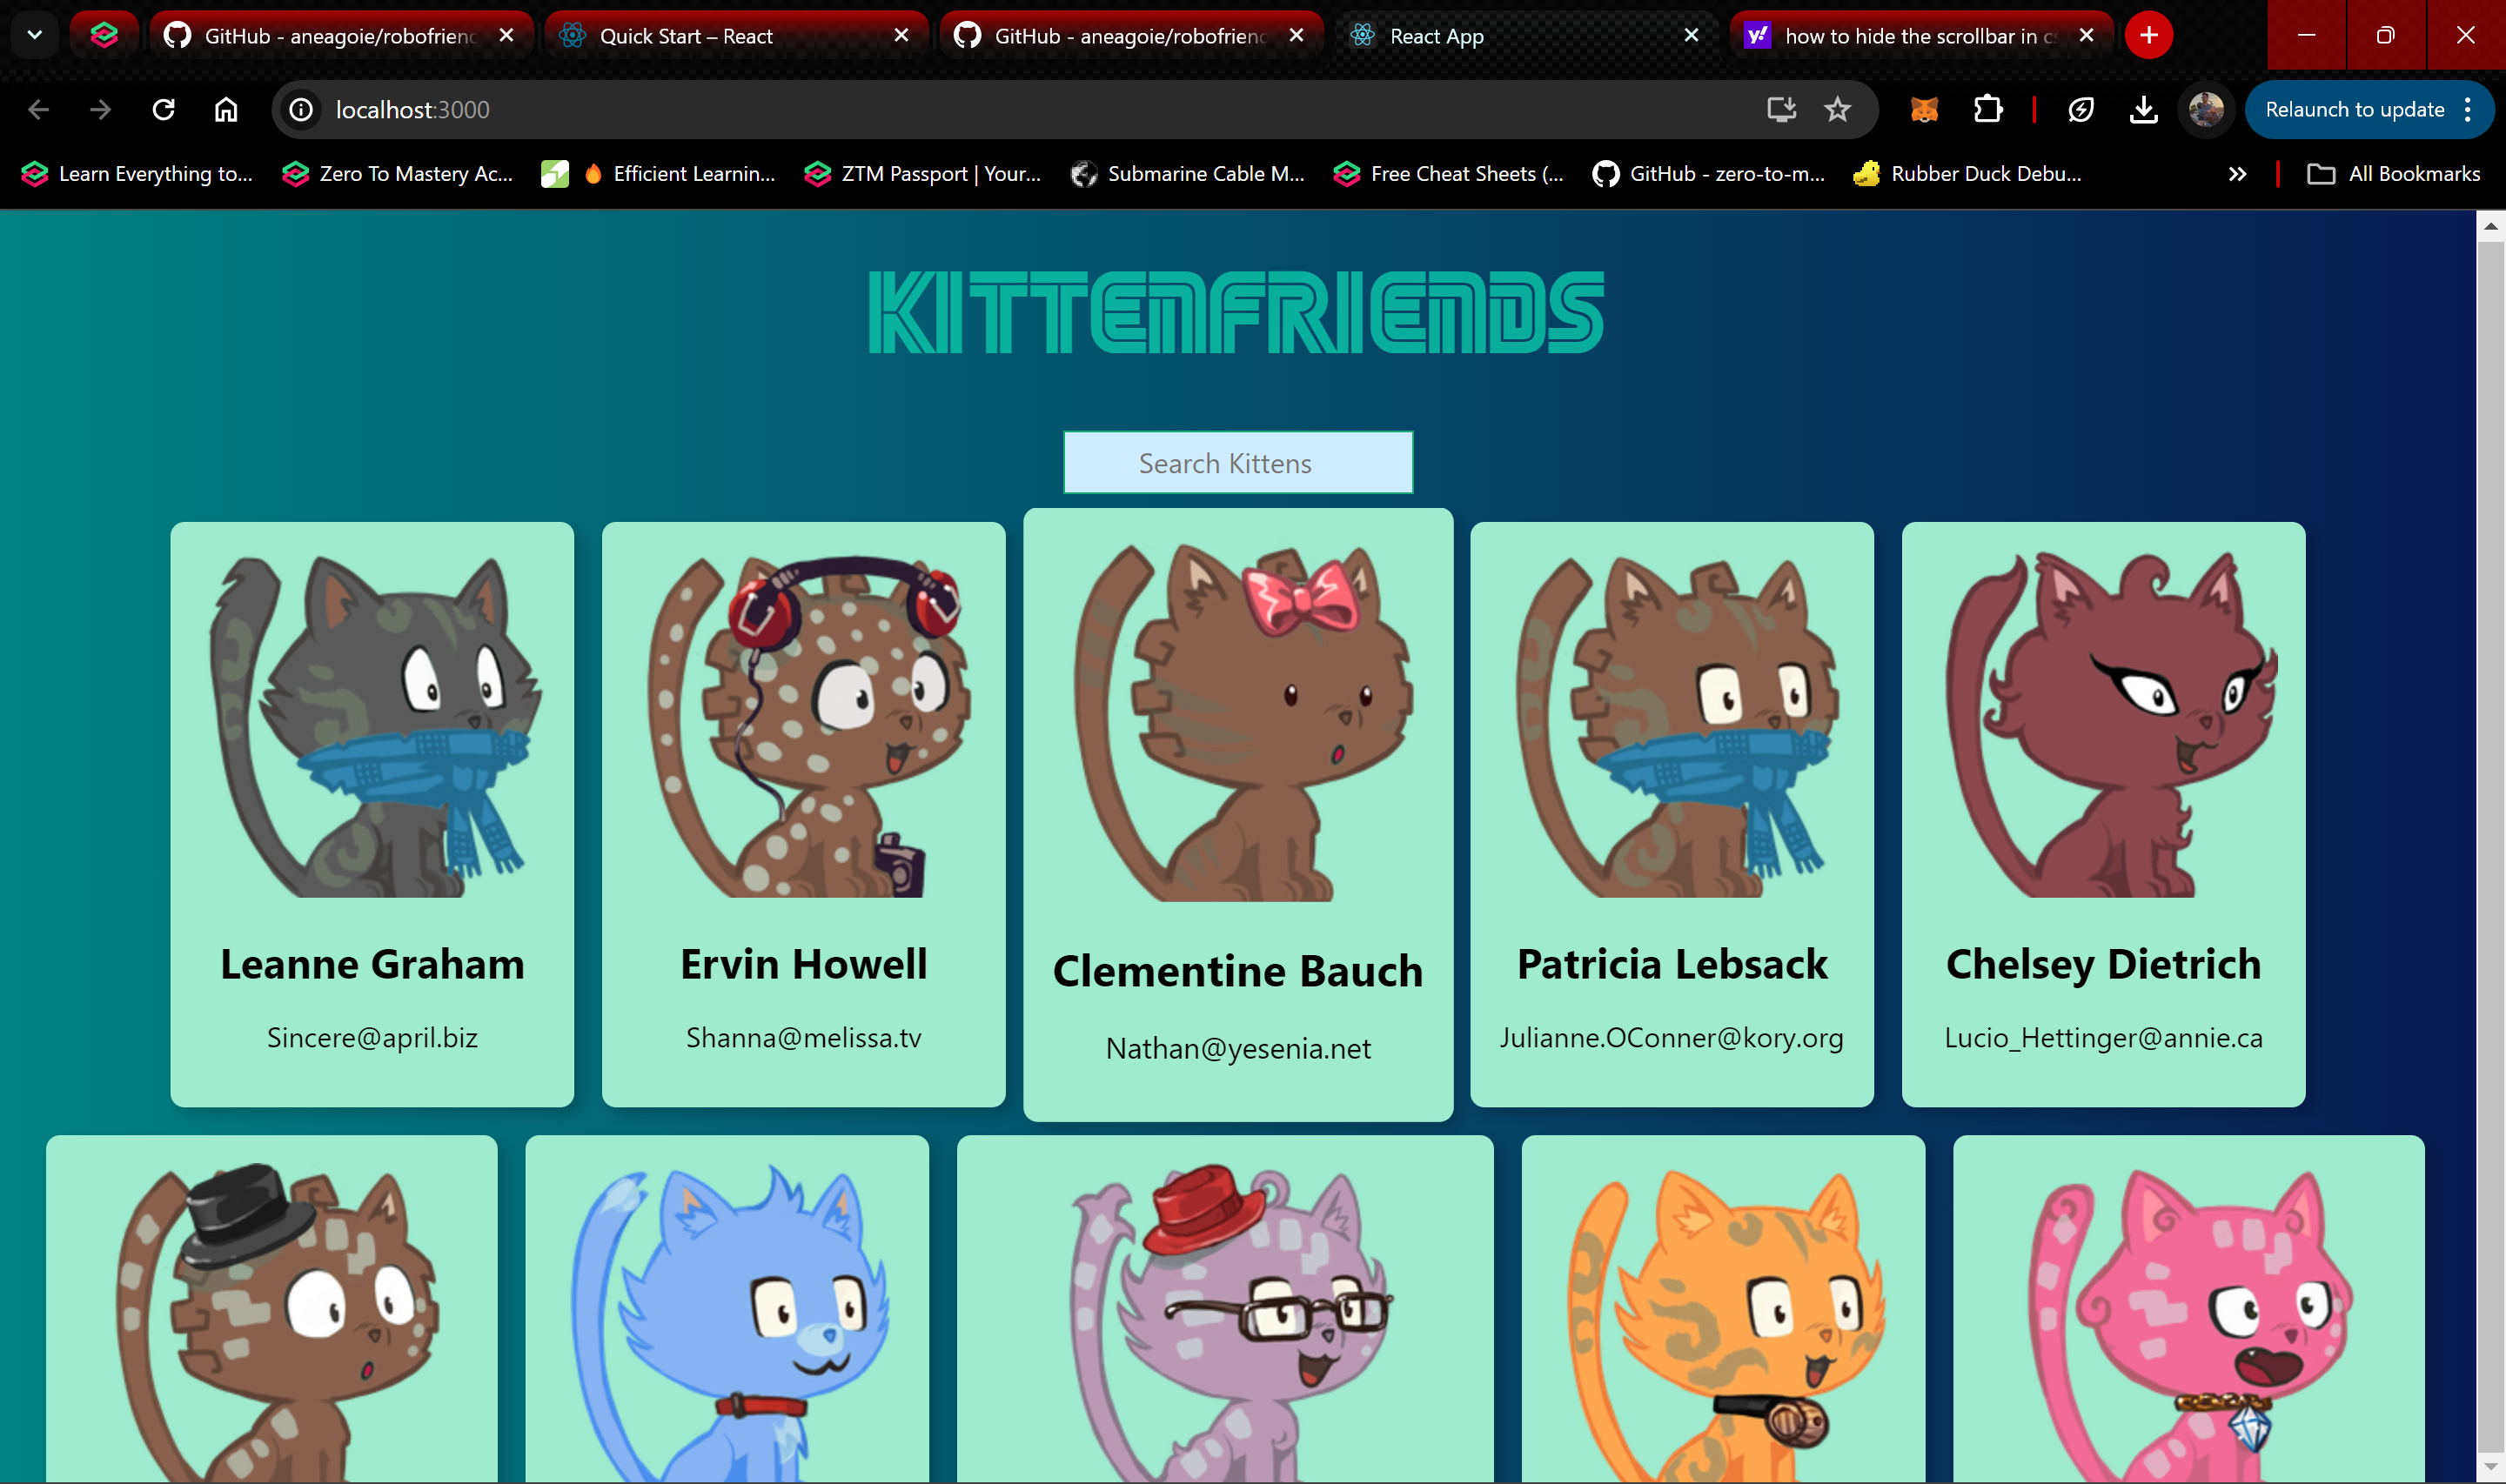 GitHub - aneagoie/robofrien
Quick Start – React
GitHub - aneagoie/robofrien
React App
how to hide the scrollbar in cs
localhost:3000
Relaunch to update
Learn Everything to...
Zero To Mastery Ac...
Efficient Learnin...
ZTM Passport | Your...
Submarine Cable M...
Free Cheat Sheets (...
GitHub - zero-to-m...
Rubber Duck Debu...
All Bookmarks
KITTENFRIENDS
Search Kittens
Leanne Graham
Sincere@april.biz
Ervin Howell
Shanna@melissa.tv
Clementine Bauch
Nathan@yesenia.net
Patricia Lebsack
Julianne.OConner@kory.org
Chelsey Dietrich
Lucio_Hettinger@annie.ca